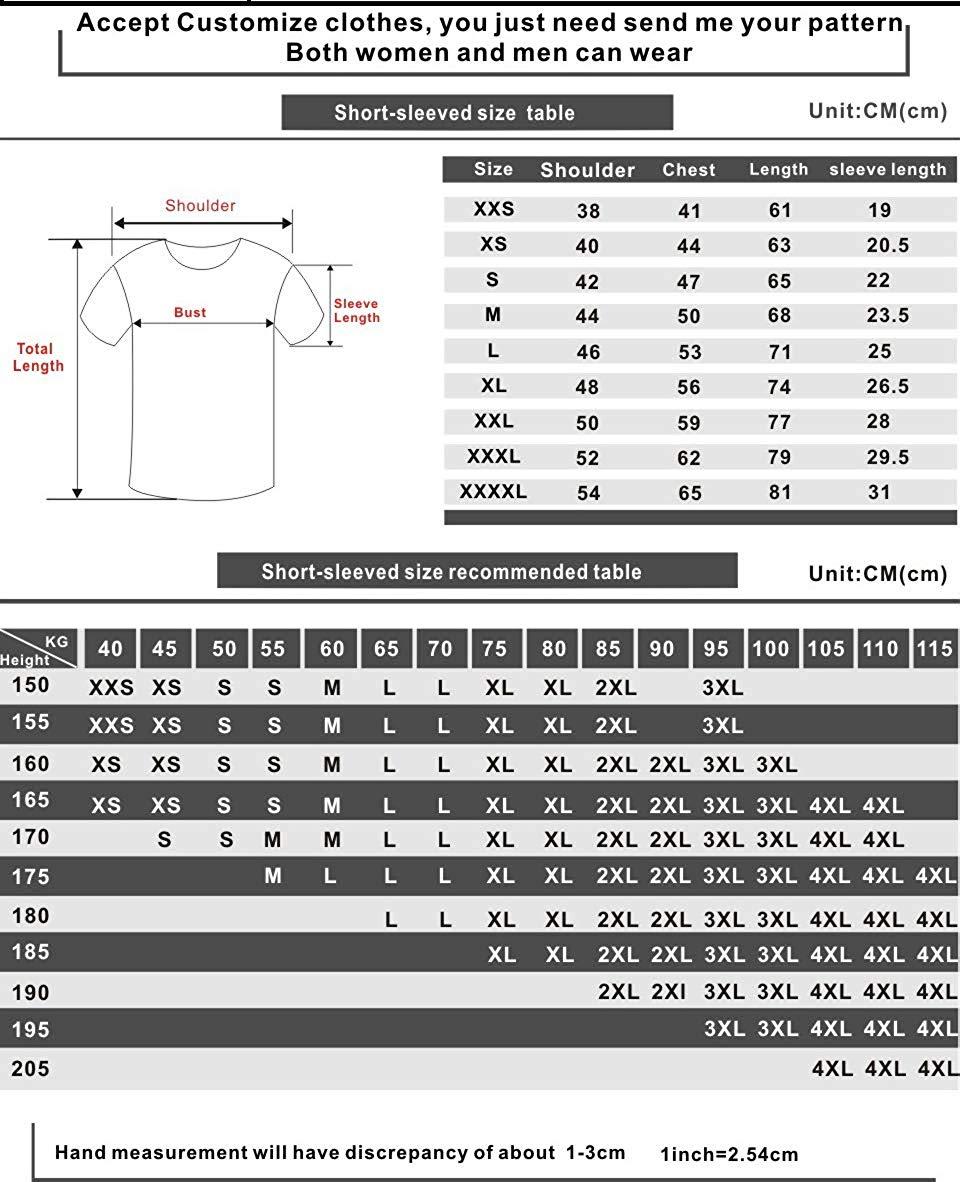 Accept Customize clothes, you just need send me your pattern
Both women and men can wear
Short-sleeved size table
Unit:CM(cm)
Shoulder
Bust
Sleeve
Length
Total
Length
Size Shoulder Chest Length sleeve length
XXS 38 41 61 19
XS 40 44 63 20.5
S 42 47 65 22
M 44 50 68 23.5
L 46 53 71 25
XL 48 56 74 26.5
XXL 50 59 77 28
XXXL 52 62 79 29.5
XXXXL 54 65 81 31
Short-sleeved size recommended table
Unit:CM(cm)
KG 40 45 50 55 60 65 70 75 80 85 90 95 100 105 110 115
Height
150 XXS XS S S M L L XL XL 2XL 3XL
155 XXS XS S S M L L XL XL 2XL 3XL
160 XS XS S S M L L XL XL 2XL 2XL 3XL 3XL
165 XS XS S S M L L XL XL 2XL 2XL 3XL 3XL 4XL 4XL
170 S S M M L L XL XL 2XL 2XL 3XL 3XL 4XL 4XL
175 M L L L XL XL 2XL 2XL 3XL 3XL 4XL 4XL 4XL
180 L L XL XL 2XL 2XL 3XL 3XL 4XL 4XL 4XL
185 XL XL 2XL 2XL 3XL 3XL 4XL 4XL 4XL
190 2XL 2XI 3XL 3XL 4XL 4XL 4XL
195 3XL 3XL 4XL 4XL 4XL
205 4XL 4XL 4XL
Hand measurement will have discrepancy of about 1-3cm 1inch=2.54cm